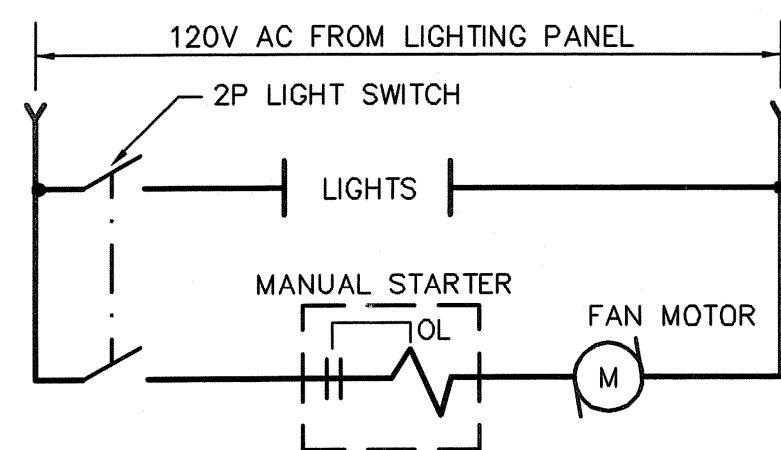 120V AC FROM LIGHTING PANEL
2P LIGHT SWITCH
LIGHTS
MANUAL STARTER
OL
FAN MOTOR
M